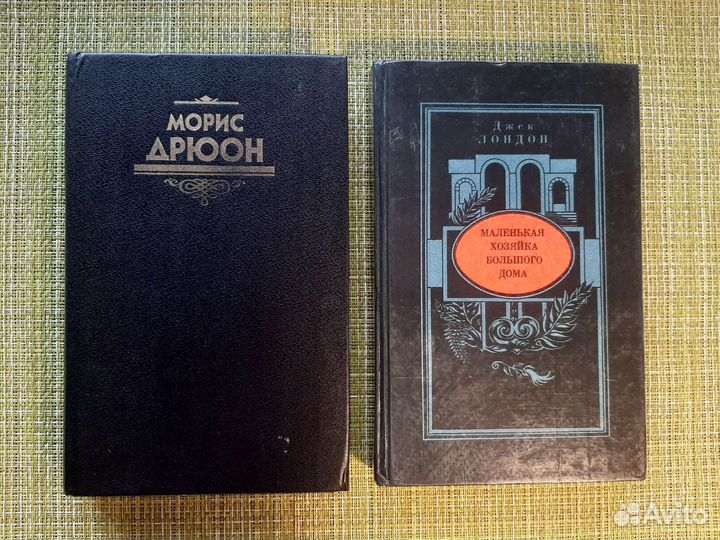 МОРИС
ДРЮОН
Джек
ЛОНДОН
МАЛЕНЬКАЯ
ХОЗЯЙКА
БОЛЬШОГО
ДОМА
Avito